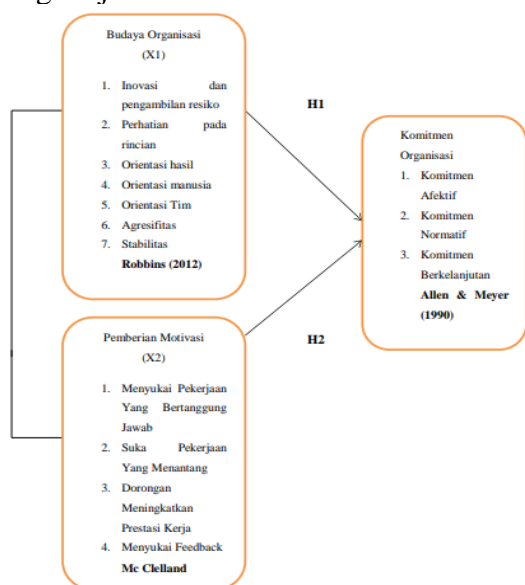 Budaya Organisasi
(X1)
1. Inovasi dan
pengambilan resiko
2. Perhatian pada
rincian
3. Orientasi hasil
4. Orientasi manusia
5. Orientasi Tim
6. Agresifitas
7. Stabilitas
Robbins (2012)
H1
Komitmen
Organisasi
1. Komitmen
Afektif
2. Komitmen
Normatif
3. Komitmen
Berkelanjutan
Allen & Meyer
(1990)
H2
Pemberian Motivasi
(X2)
1. Menyukai Pekerjaan
Yang Bertanggung
Jawab
2. Suka Pekerjaan
Yang Menantang
3. Dorongan
Meningkatkan
Prestasi Kerja
4. Menyukai Feedback
Mc Clelland